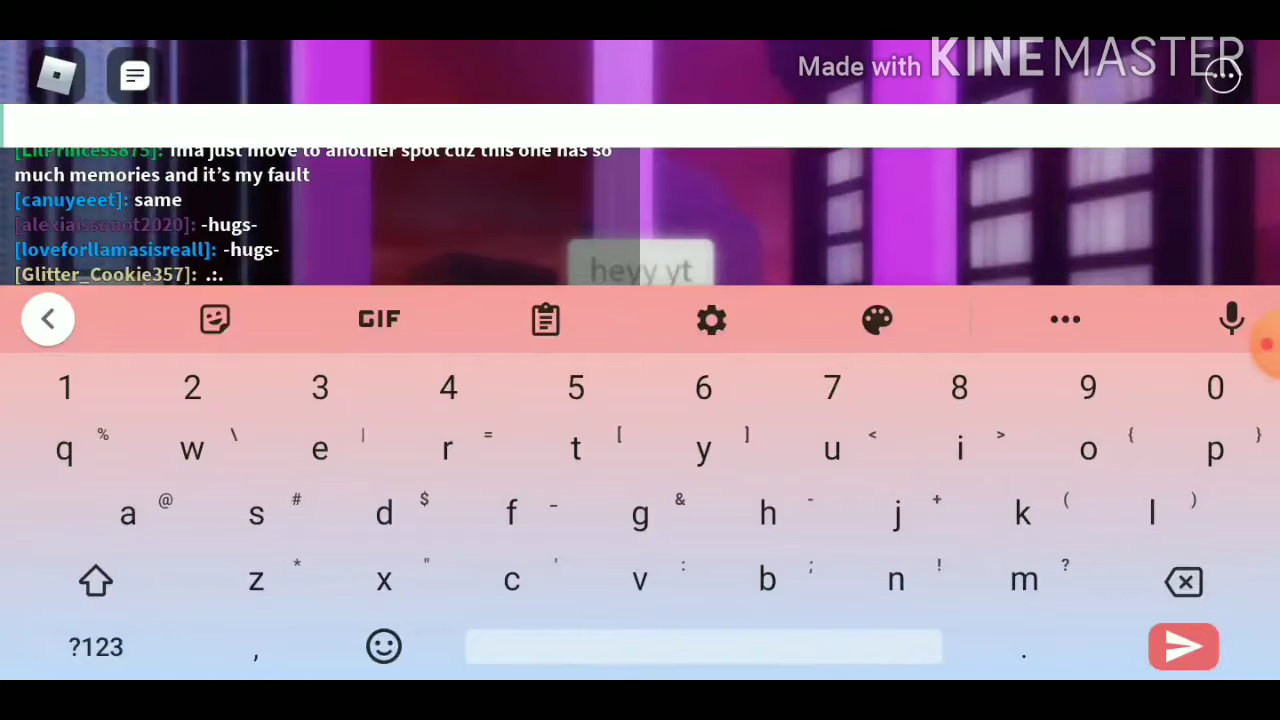 Made with KINEMASTER
[LilPrincess875]: Ima just move to another spot cuz this one has so
much memories and it's my fault
[canuyeeet]: same
[alexiaissquot2020]: -hugs-
[loveforllamasisreall]: -hugs-
[Glitter_Cookie357]: .:.
heyy yt
GIF
1 2 3 4 5 6 7 8 9 0
q % w \ e | r = t [ y ] u < i > o { p }
a @ s # d $ f _ g & h - j + k ( l )
z * x " c ' v : b ; n ! m ?
?123 , .